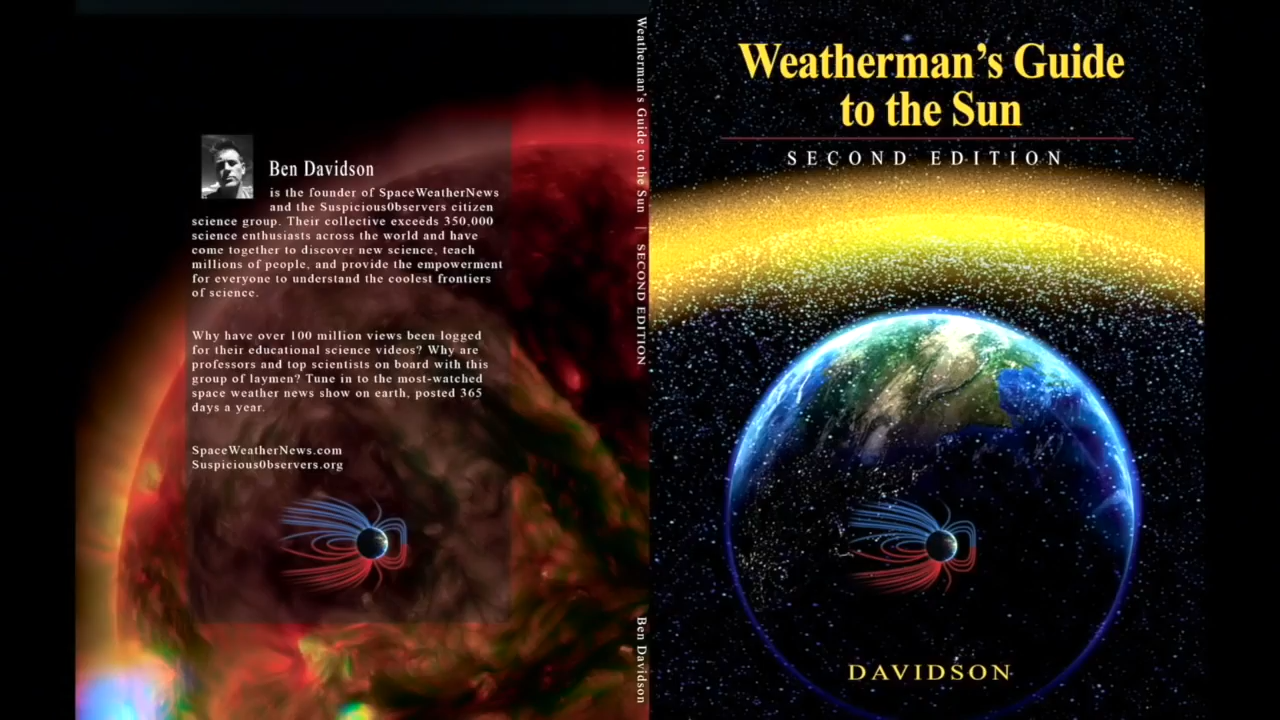 Ben Davidson
is the founder of SpaceWeatherNews
and the Suspicious0bservers citizen
science group. Their collective exceeds 350,000
science enthusiasts across the world and have
come together to discover new science, teach
millions of people, and provide the empowerment
for everyone to understand the coolest frontiers
of science.
Why have over 100 million views been logged
for their educational science videos? Why are
professors and top scientists on board with this
group of laymen? Tune in to the most-watched
space weather news show on earth, posted 365
days a year.
SpaceWeatherNews.com
Suspicious0bservers.org
Weatherman's Guide to the Sun | SECOND EDITION
Ben Davidson
Weatherman's Guide
to the Sun
SECOND EDITION
DAVIDSON